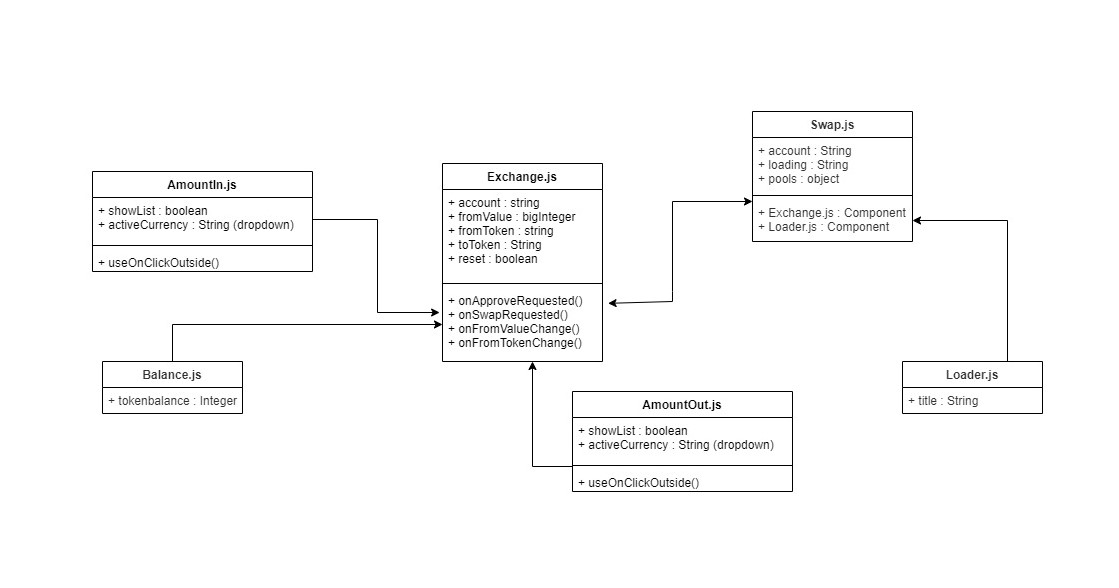 Swap.js
+ account : String
+ loading : String
+ pools : object
+ Exchange.js : Component
+ Loader.js : Component
Exchange.js
+ account : string
+ fromValue : bigInteger
+ fromToken : string
+ toToken : String
+ reset : boolean
+ onApproveRequested()
+ onSwapRequested()
+ onFromValueChange()
+ onFromTokenChange()
AmountIn.js
+ showList : boolean
+ activeCurrency : String (dropdown)
+ useOnClickOutside()
Balance.js
+ tokenbalance : Integer
Loader.js
+ title : String
AmountOut.js
+ showList : boolean
+ activeCurrency : String (dropdown)
+ useOnClickOutside()